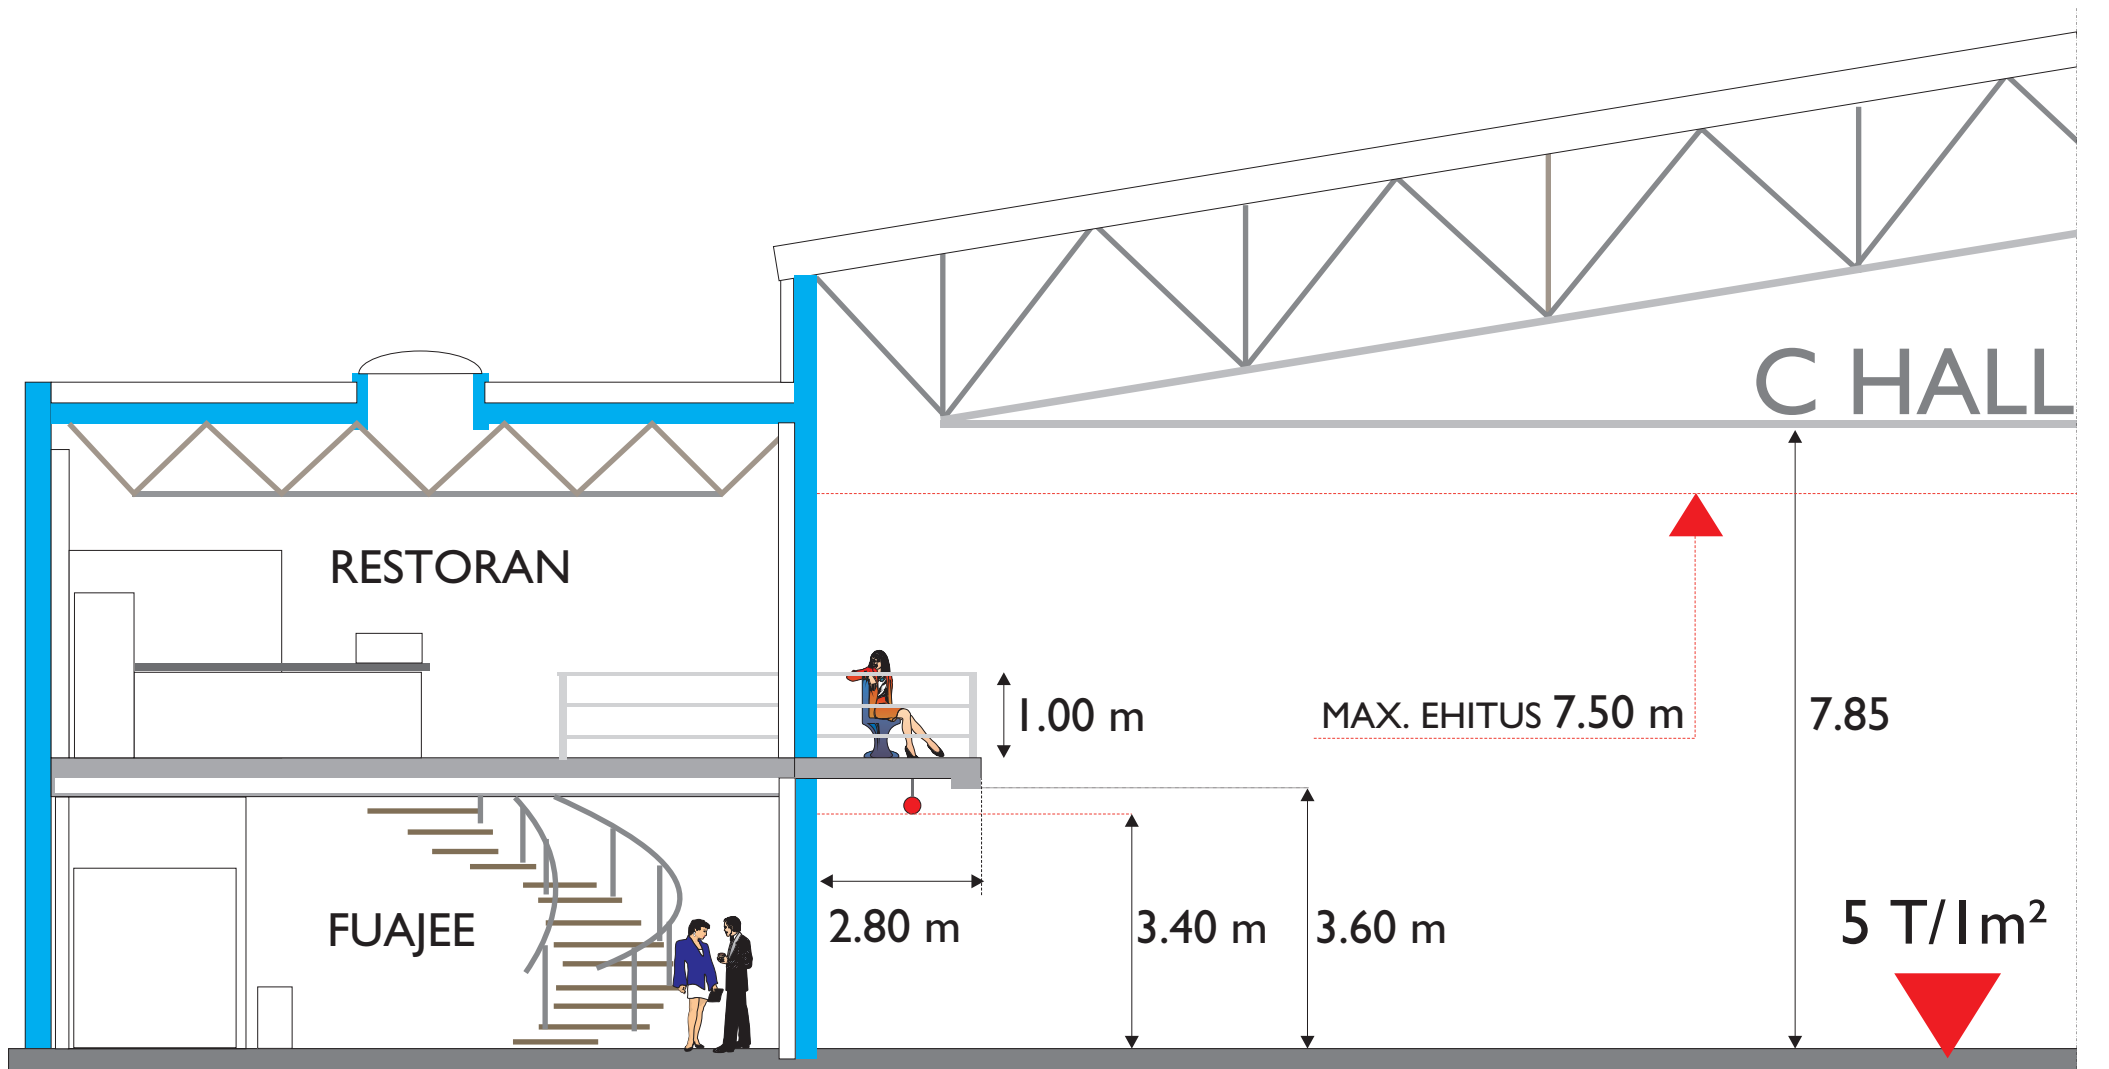 C HALL
RESTORAN
1.00 m
MAX. EHITUS 7.50 m
7.85
FUAJEE
2.80 m
3.40 m
3.60 m
5 T/1m²